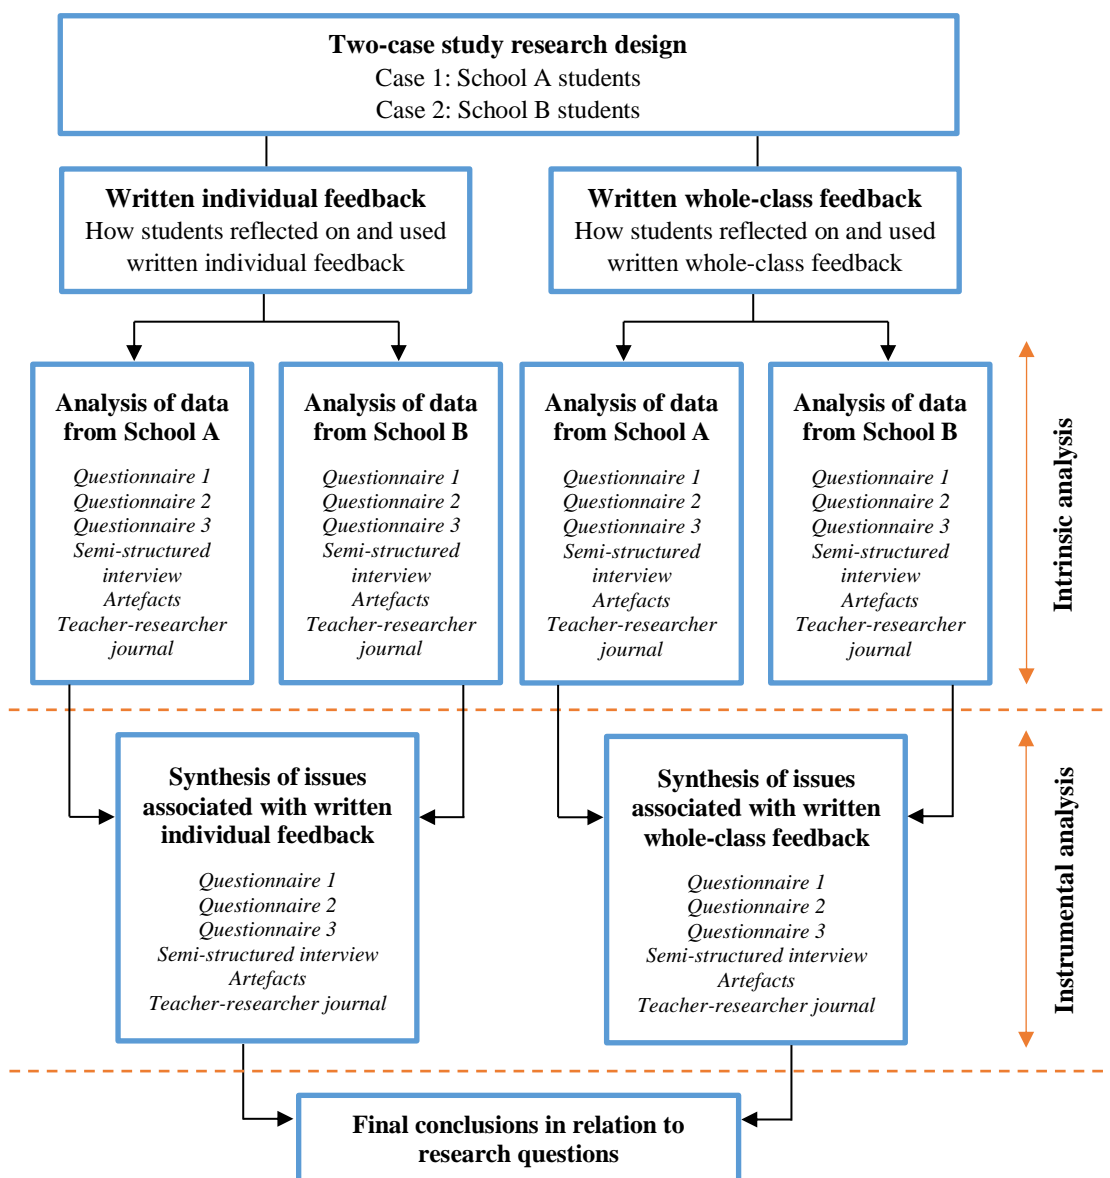 Two-case study research design
Case 1: School A students
Case 2: School B students
Written individual feedback
How students reflected on and used
written individual feedback
Written whole-class feedback
How students reflected on and used
written whole-class feedback
Analysis of data
from School A
Questionnaire 1
Questionnaire 2
Questionnaire 3
Semi-structured
interview
Artefacts
Teacher-researcher
journal
Analysis of data
from School B
Questionnaire 1
Questionnaire 2
Questionnaire 3
Semi-structured
interview
Artefacts
Teacher-researcher
journal
Analysis of data
from School A
Questionnaire 1
Questionnaire 2
Questionnaire 3
Semi-structured
interview
Artefacts
Teacher-researcher
journal
Analysis of data
from School B
Questionnaire 1
Questionnaire 2
Questionnaire 3
Semi-structured
interview
Artefacts
Teacher-researcher
journal
Intrinsic analysis
Synthesis of issues
associated with written
individual feedback
Questionnaire 1
Questionnaire 2
Questionnaire 3
Semi-structured interview
Artefacts
Teacher-researcher journal
Synthesis of issues
associated with written
whole-class feedback
Questionnaire 1
Questionnaire 2
Questionnaire 3
Semi-structured interview
Artefacts
Teacher-researcher journal
Instrumental analysis
Final conclusions in relation to
research questions